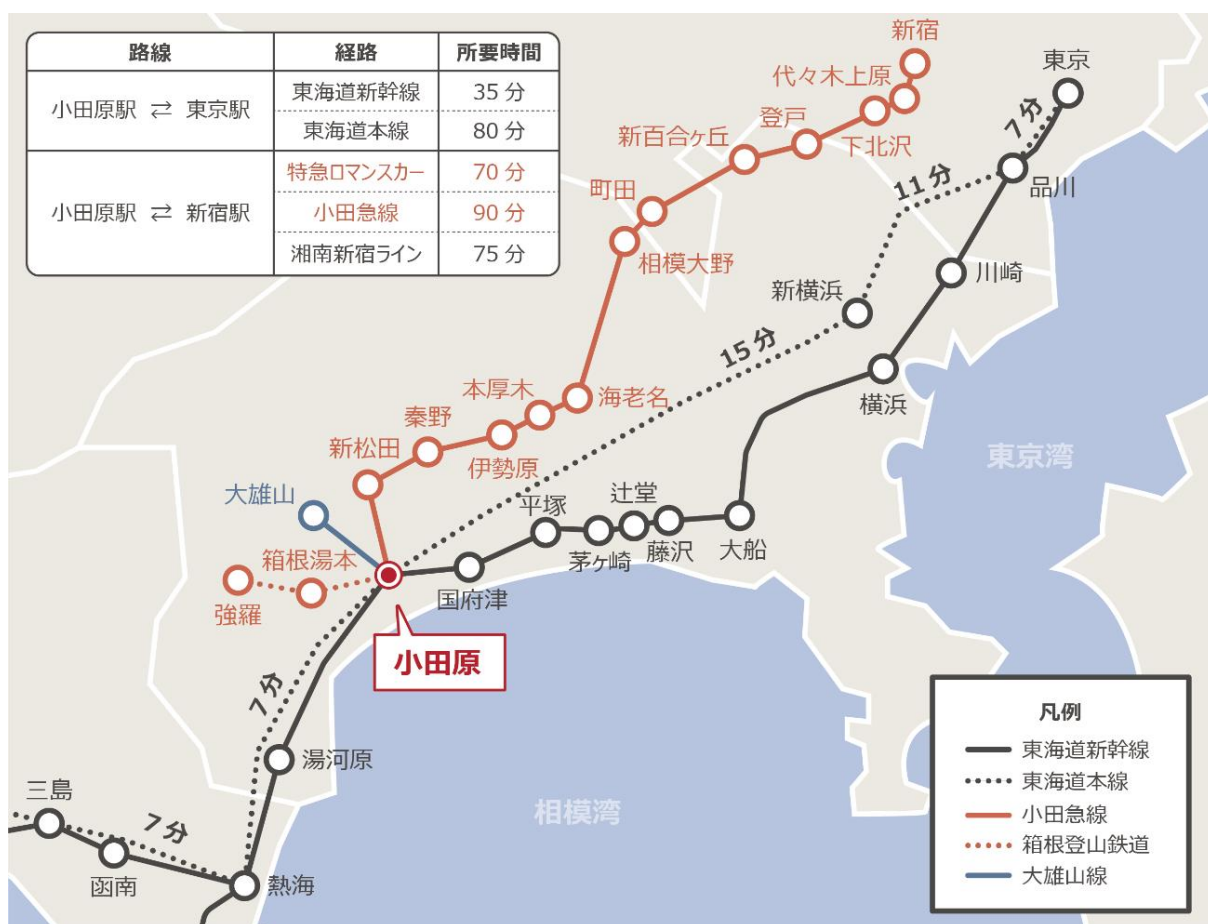 路線 経路 所要時間
小田原駅 ⇄ 東京駅
東海道新幹線 35 分
東海道本線 80 分
小田原駅 ⇄ 新宿駅
特急ロマンスカー 70 分
小田急線 90 分
湘南新宿ライン 75 分
新宿
代々木上原
東京
登戸
下北沢
新百合ヶ丘
7 分
品川
町田
11 分
相模大野
川崎
新横浜
15 分
横浜
本厚木
海老名
秦野
伊勢原
新松田
東京湾
大雄山
平塚
辻堂
茅ヶ崎
藤沢
大船
箱根湯本
国府津
強羅
小田原
7 分
湯河原
三島
7 分
函南
熱海
相模湾
凡例
東海道新幹線
東海道本線
小田急線
箱根登山鉄道
大雄山線